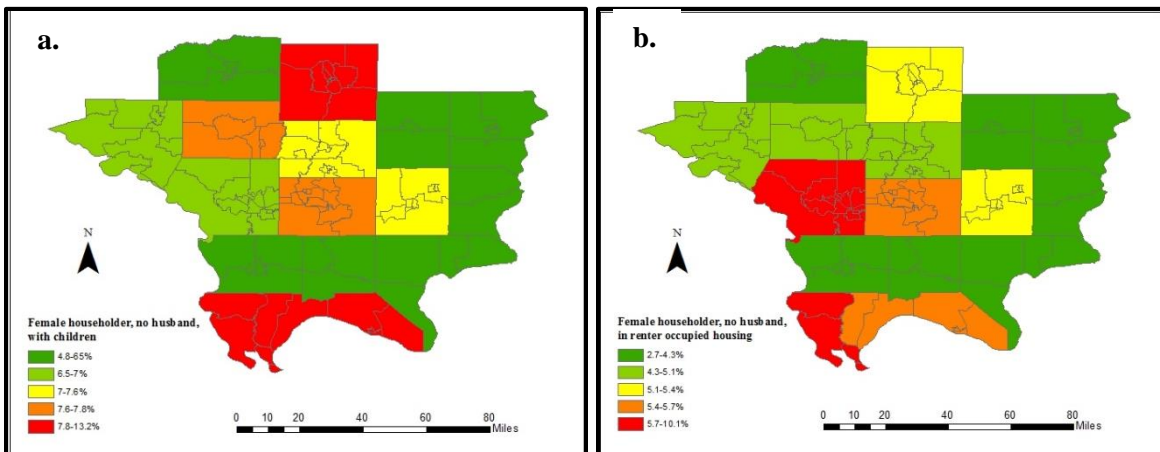 a.
N
Female householder, no husband,
with children
4.8-65%
6.5-7%
7-7.6%
7.6-7.8%
7.8-13.2%
0 10 20 40 60 80
Miles
b.
N
Female householder, no husband,
in renter occupied housing
2.7-4.3%
4.3-5.1%
5.1-5.4%
5.4-5.7%
5.7-10.1%
0 10 20 40 60 80
Miles